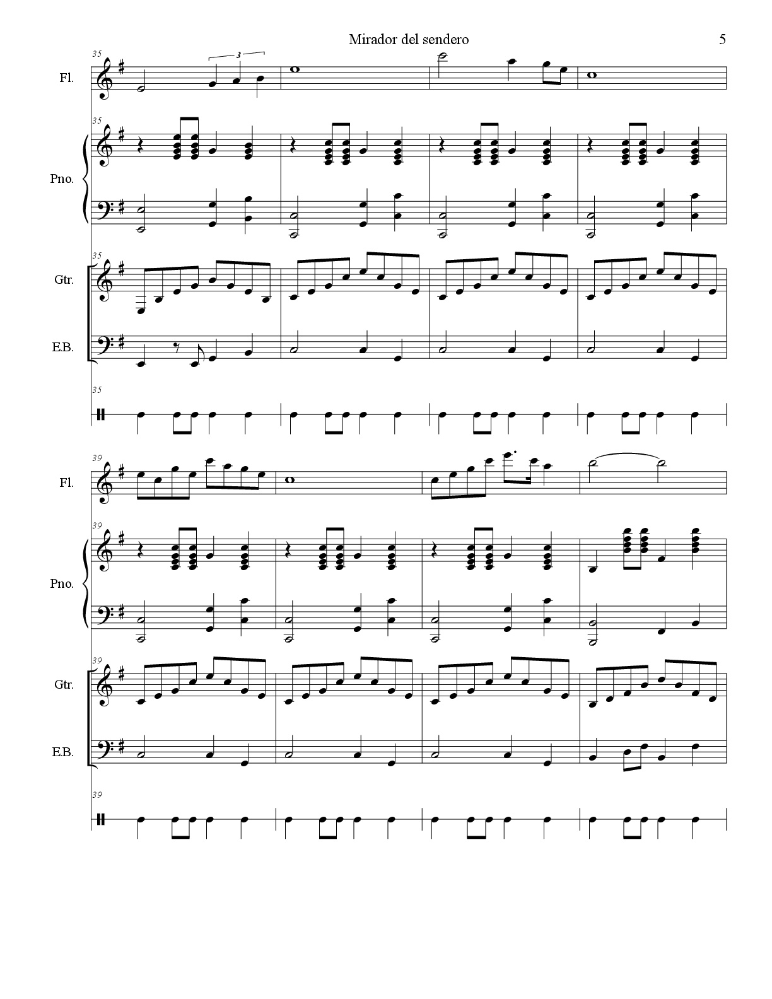 Mirador del sendero 5
35
3
Fl.
35
Pno.
35
Gtr.
E.B.
35
39
Fl.
39
Pno.
39
Gtr.
E.B.
39